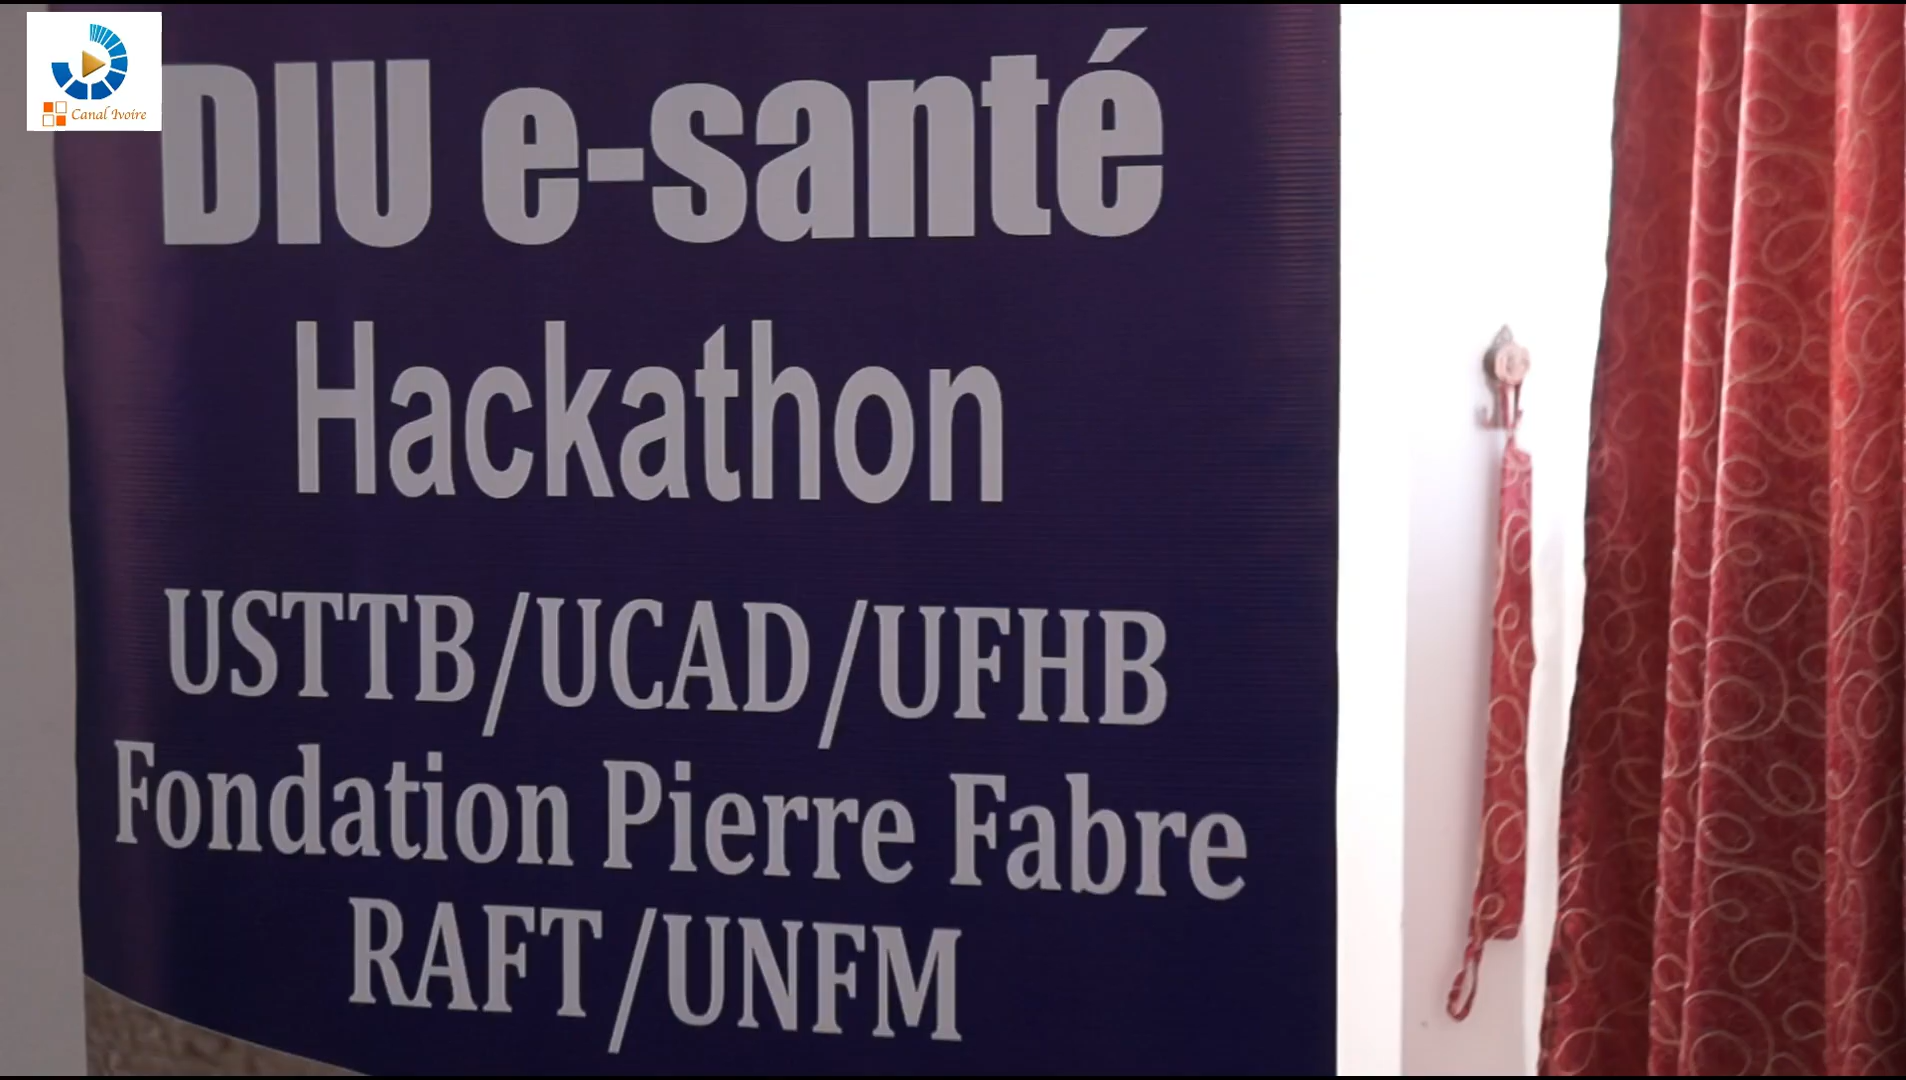 Canal Ivoire
DIU e-santé
Hackathon
USTTB/UCAD/UFHB
Fondation Pierre Fabre
RAFT/UNFM